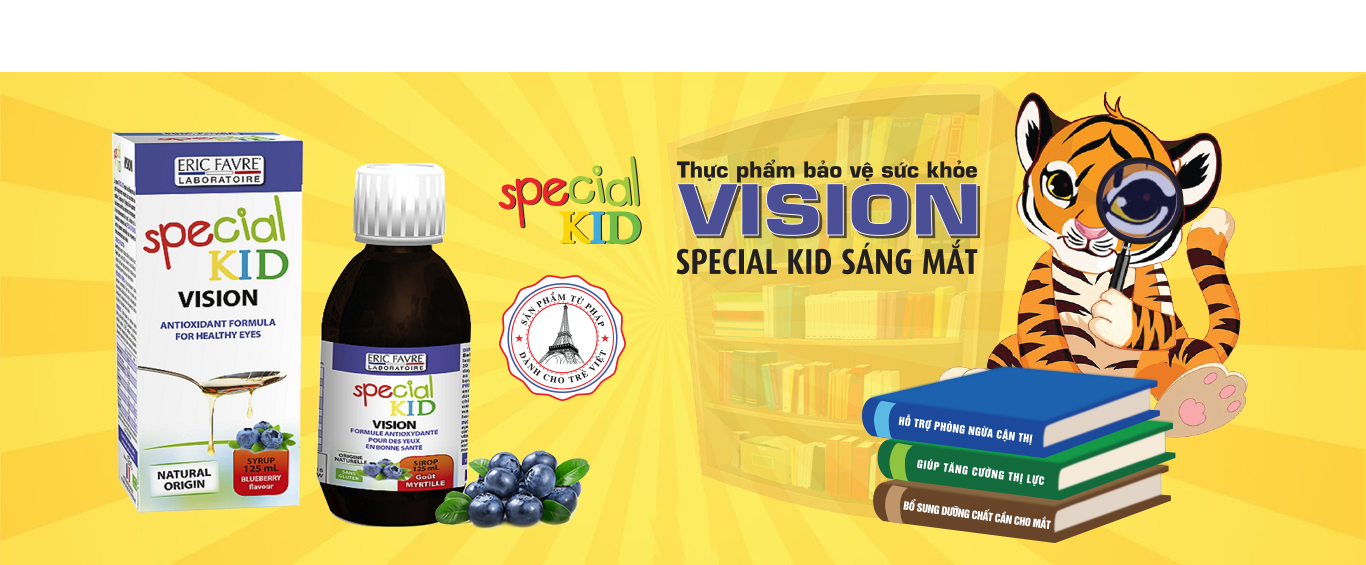 VISION
ERIC FAVRE
LABORATOIRE
special
KID
VISION
ANTIOXIDANT FORMULA
FOR HEALTHY EYES
NATURAL
ORIGIN
SYRUP
125 mL
BLUEBERRY
flavour
ERIC FAVRE
LABORATOIRE
special
KID
VISION
FORMULE ANTIOXYDANTE
POUR DES YEUX
EN BONNE SANTÉ
ORIGINE
NATURELLE
SANS
GLUTEN
SIROP
125 mL
Goût
MYRTILLE
special
KID
SẢN PHẨM TỪ PHÁP
DÀNH CHO TRẺ VIỆT
Thực phẩm bảo vệ sức khỏe
VISION
SPECIAL KID SÁNG MẮT
HỖ TRỢ PHÒNG NGỪA CẬN THỊ
GIÚP TĂNG CƯỜNG THỊ LỰC
BỔ SUNG DƯỠNG CHẤT CẦN CHO MẮT